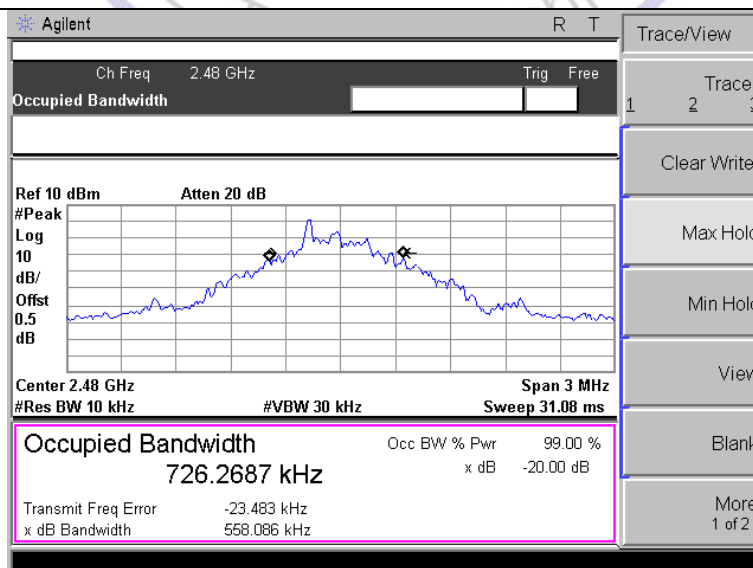 Agilent R T
Ch Freq 2.48 GHz Trig Free
Occupied Bandwidth
Ref 10 dBm Atten 20 dB
#Peak
Log
10
dB/
Offst
0.5
dB
Center 2.48 GHz Span 3 MHz
#Res BW 10 kHz #VBW 30 kHz Sweep 31.08 ms
Occupied Bandwidth Occ BW % Pwr 99.00 %
726.2687 kHz x dB -20.00 dB
Transmit Freq Error -23.483 kHz
x dB Bandwidth 558.086 kHz
Trace/View
Trace
1 2
Clear Write
Max Hold
Min Hold
View
Blank
More
1 of 2